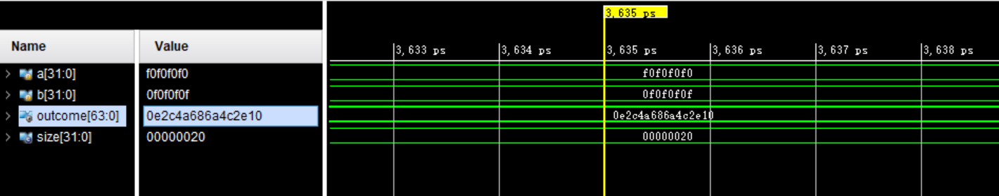 3,635 ps
Name Value
3,633 ps 3,634 ps 3,635 ps 3,636 ps 3,637 ps 3,638 ps
a[31:0] f0f0f0f0 f0f0f0f0
b[31:0] 0f0f0f0f 0f0f0f0f
outcome[63:0] 0e2c4a686a4c2e10 0e2c4a686a4c2e10
size[31:0] 00000020 00000020